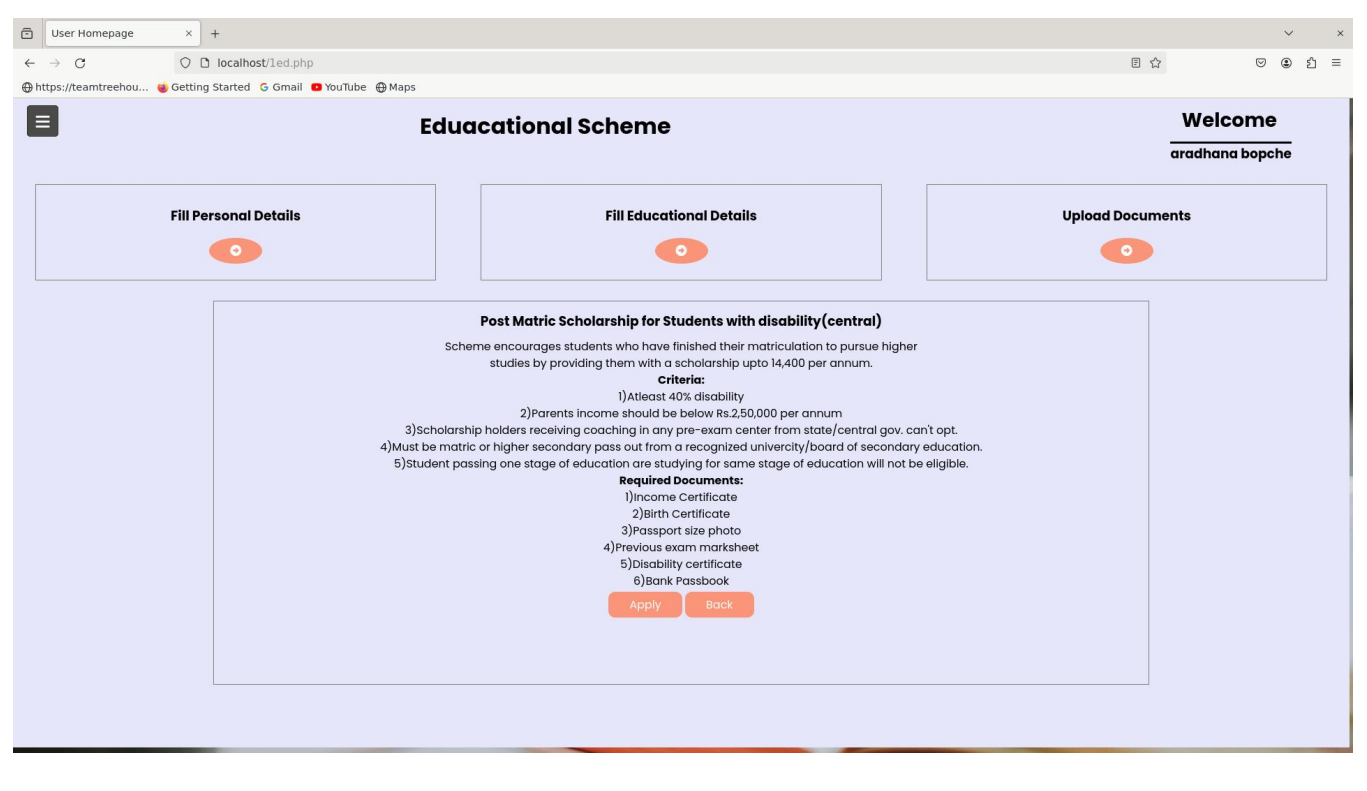 User Homepage
localhost/1ed.php
https://teamtreehou... Getting Started Gmail YouTube Maps
Eduacational Scheme
Welcome
aradhana bopche
Fill Personal Details
Fill Educational Details
Upload Documents
Post Matric Scholarship for Students with disability(central)
Scheme encourages students who have finished their matriculation to pursue higher
studies by providing them with a scholarship upto 14,400 per annum.
Criteria:
1)Atleast 40% disability
2)Parents income should be below Rs.2,50,000 per annum
3)Scholarship holders receiving coaching in any pre-exam center from state/central gov. can't opt.
4)Must be matric or higher secondary pass out from a recognized univercity/board of secondary education.
5)Student passing one stage of education are studying for same stage of education will not be eligible.
Required Documents:
1)Income Certificate
2)Birth Certificate
3)Passport size photo
4)Previous exam marksheet
5)Disability certificate
6)Bank Passbook
Apply Back